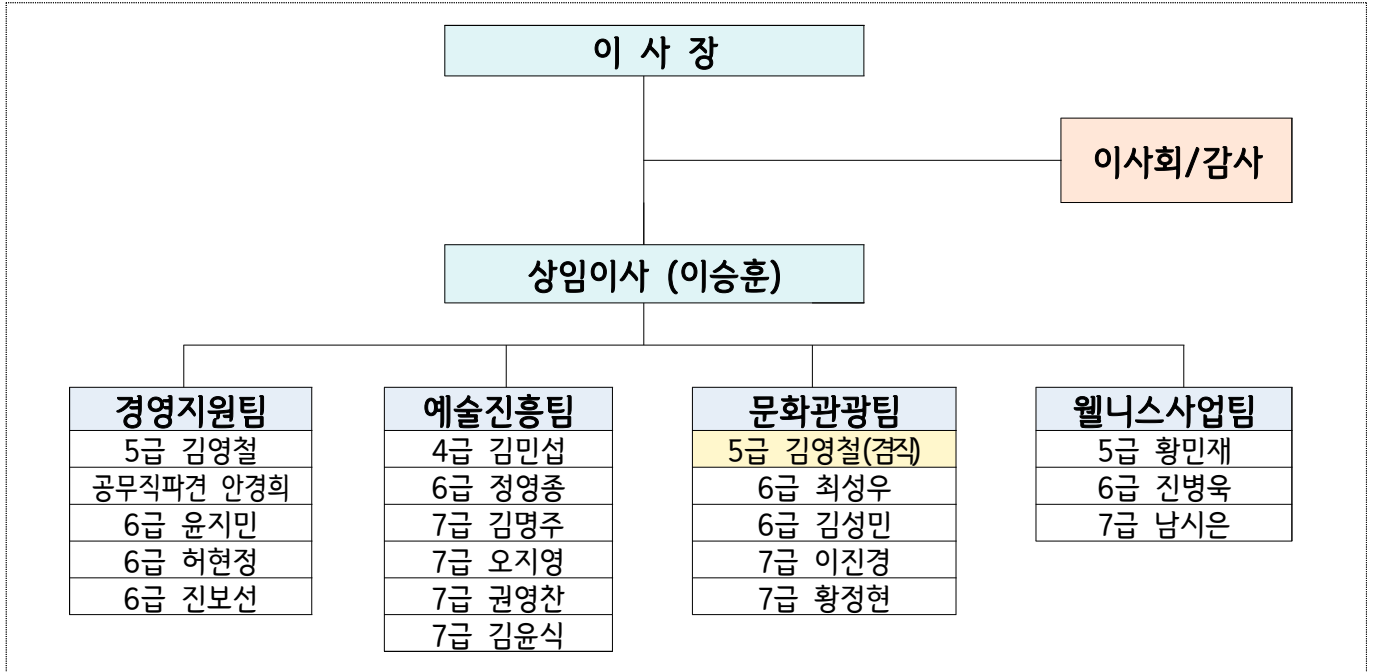 이 사 장
이사회/감사
상임이사 (이승훈)
경영지원팀
5급 김영철
공무직파견 안경희
6급 윤지민
6급 허현정
6급 진보선
예술진흥팀
4급 김민섭
6급 정영종
7급 김명주
7급 오지영
7급 권영찬
7급 김윤식
문화관광팀
5급 김영철(겸직)
6급 최성우
6급 김성민
7급 이진경
7급 황정현
웰니스사업팀
5급 황민재
6급 진병욱
7급 남시은